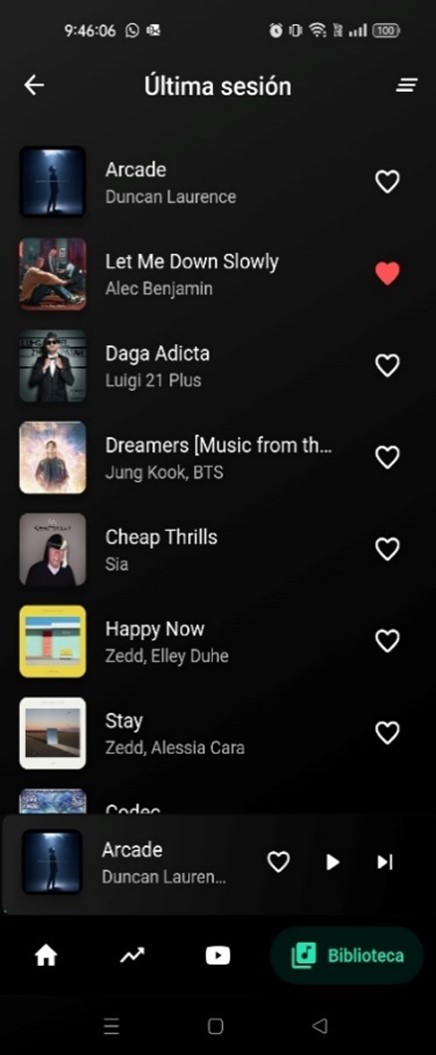 9:46:06
100
Última sesión
Arcade
Duncan Laurence
Let Me Down Slowly
Alec Benjamin
Daga Adicta
Luigi 21 Plus
Dreamers [Music from th...
Jung Kook, BTS
Cheap Thrills
Sia
Happy Now
Zedd, Elley Duhe
Stay
Zedd, Alessia Cara
Codec
Arcade
Duncan Lauren...
Biblioteca